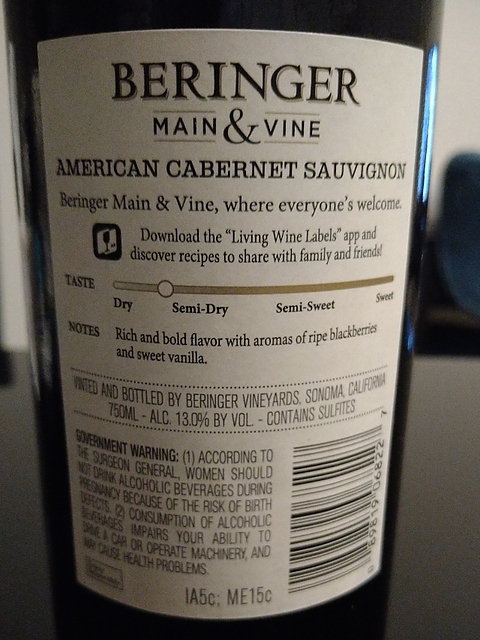 BERINGER
MAIN & VINE
AMERICAN CABERNET SAUVIGNON
Beringer Main & Vine, where everyone's welcome.
Download the "Living Wine Labels" app and
discover recipes to share with family and friends!
TASTE
Dry Semi-Dry Semi-Sweet Sweet
NOTES Rich and bold flavor with aromas of ripe blackberries
and sweet vanilla.
VINTED AND BOTTLED BY BERINGER VINEYARDS, SONOMA, CALIFORNIA
750ML - ALC. 13.0% BY VOL. - CONTAINS SULFITES
GOVERNMENT WARNING: (1) ACCORDING TO
THE SURGEON GENERAL, WOMEN SHOULD
NOT DRINK ALCOHOLIC BEVERAGES DURING
PREGNANCY BECAUSE OF THE RISK OF BIRTH
DEFECTS. (2) CONSUMPTION OF ALCOHOLIC
BEVERAGES IMPAIRS YOUR ABILITY TO
DRIVE A CAR OR OPERATE MACHINERY, AND
MAY CAUSE HEALTH PROBLEMS.
IA5c; ME15c